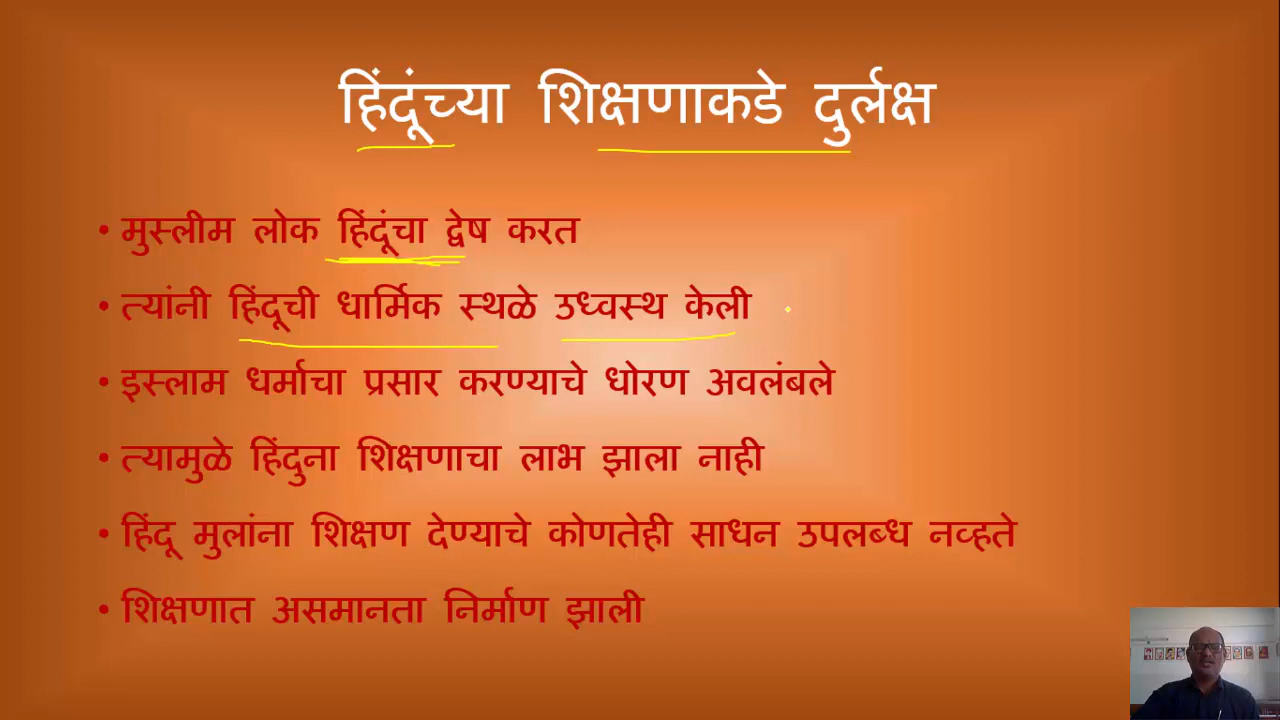 हिंदूंच्या शिक्षणाकडे दुर्लक्ष
• मुस्लीम लोक हिंदूंचा द्वेष करत
• त्यांनी हिंदूची धार्मिक स्थळे उध्वस्थ केली
• इस्लाम धर्माचा प्रसार करण्याचे धोरण अवलंबले
• त्यामुळे हिंदुना शिक्षणाचा लाभ झाला नाही
• हिंदू मुलांना शिक्षण देण्याचे कोणतेही साधन उपलब्ध नव्हते
• शिक्षणात असमानता निर्माण झाली